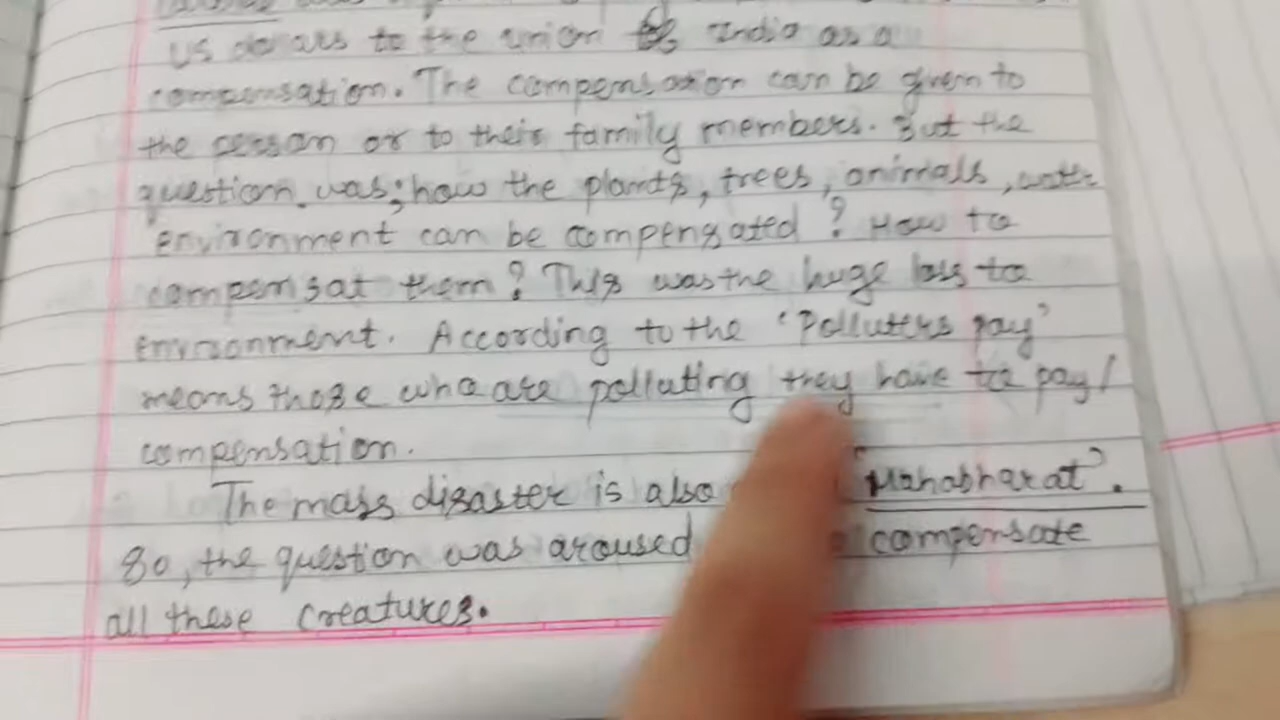 US dollars to the union of India as a
compensation. The compensation can be given to
the person or to their family members. But the
question was; how the plants, trees, animals, water
environment can be compengated? How to
compensat them? This was the huge loss to
environment. According to the 'Polluters pay'
means those who are polluting they have to pay/
compensation.
The mass disaster is also 'Mahabharat'.
So, the question was aroused compensate
all these creatures.